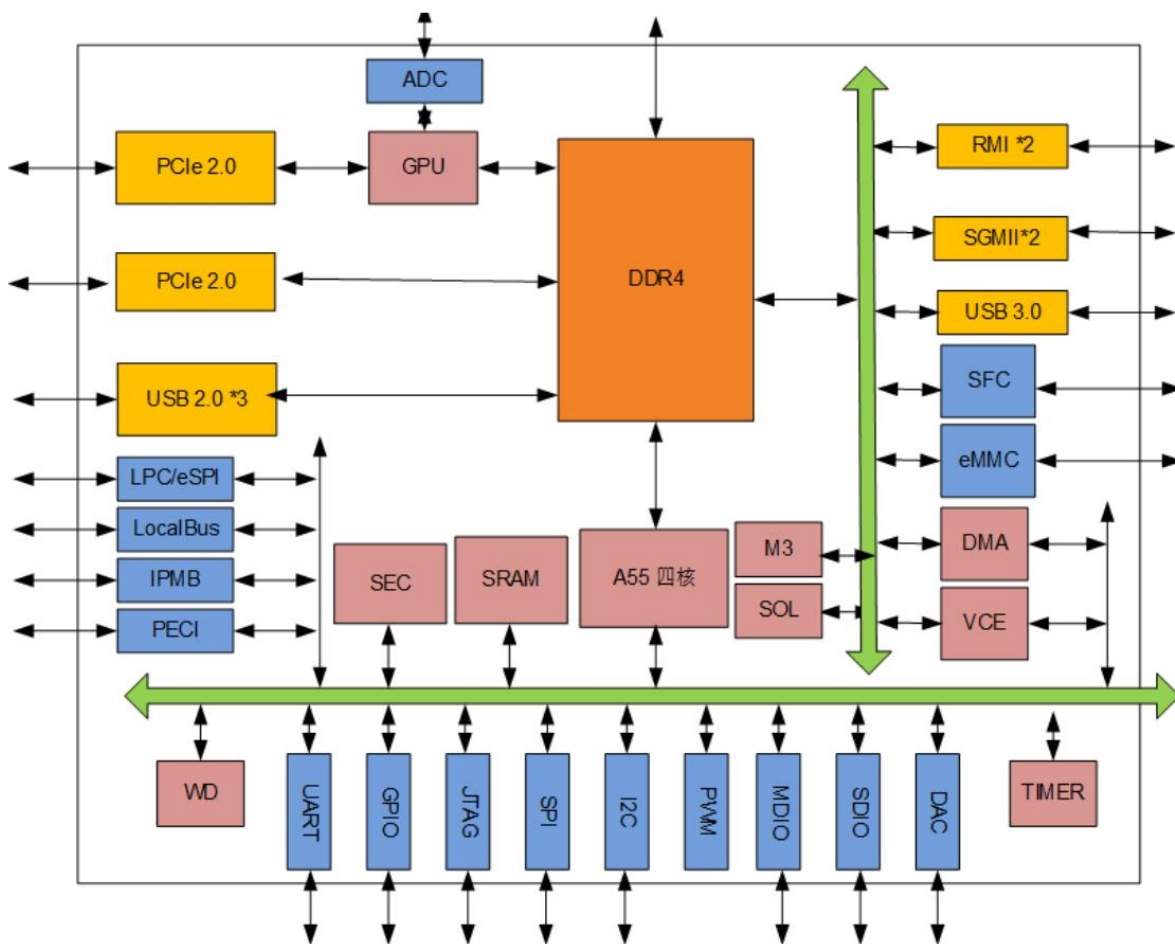 ADC
PCIe 2.0
GPU
RMI *2
PCIe 2.0
DDR4
SGMII*2
USB 3.0
USB 2.0 *3
SFC
LPC/eSPI
eMMC
LocalBus
IPMB
PECI
SEC
SRAM
A55 四核
M3
SOL
DMA
VCE
WD
UART
GPIO
JTAG
SPI
I2C
PWM
MDIO
SDIO
DAC
TIMER